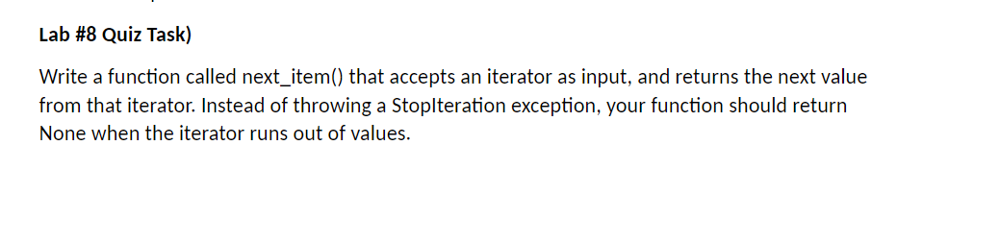 Lab #8 Quiz Task)
Write a function called next_item() that accepts an iterator as input, and returns the next value
from that iterator. Instead of throwing a StopIteration exception, your function should return
None when the iterator runs out of values.